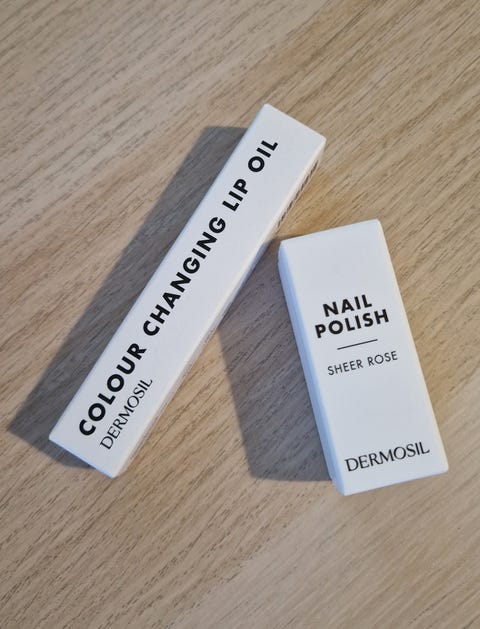 COLOUR CHANGING LIP OIL
DERMOSIL
NAIL
POLISH
SHEER ROSE
DERMOSIL